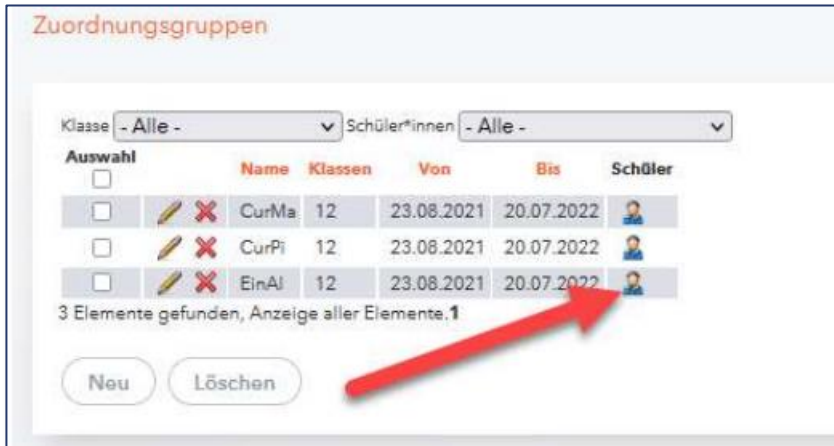 Zuordnungsgruppen
Klasse - Alle - Schüler*innen - Alle -
Auswahl Name Klassen Von Bis Schüler
CurMa 12 23.08.2021 20.07.2022
CurPi 12 23.08.2021 20.07.2022
EinAl 12 23.08.2021 20.07.2022
3 Elemente gefunden, Anzeige aller Elemente.1
Neu Löschen